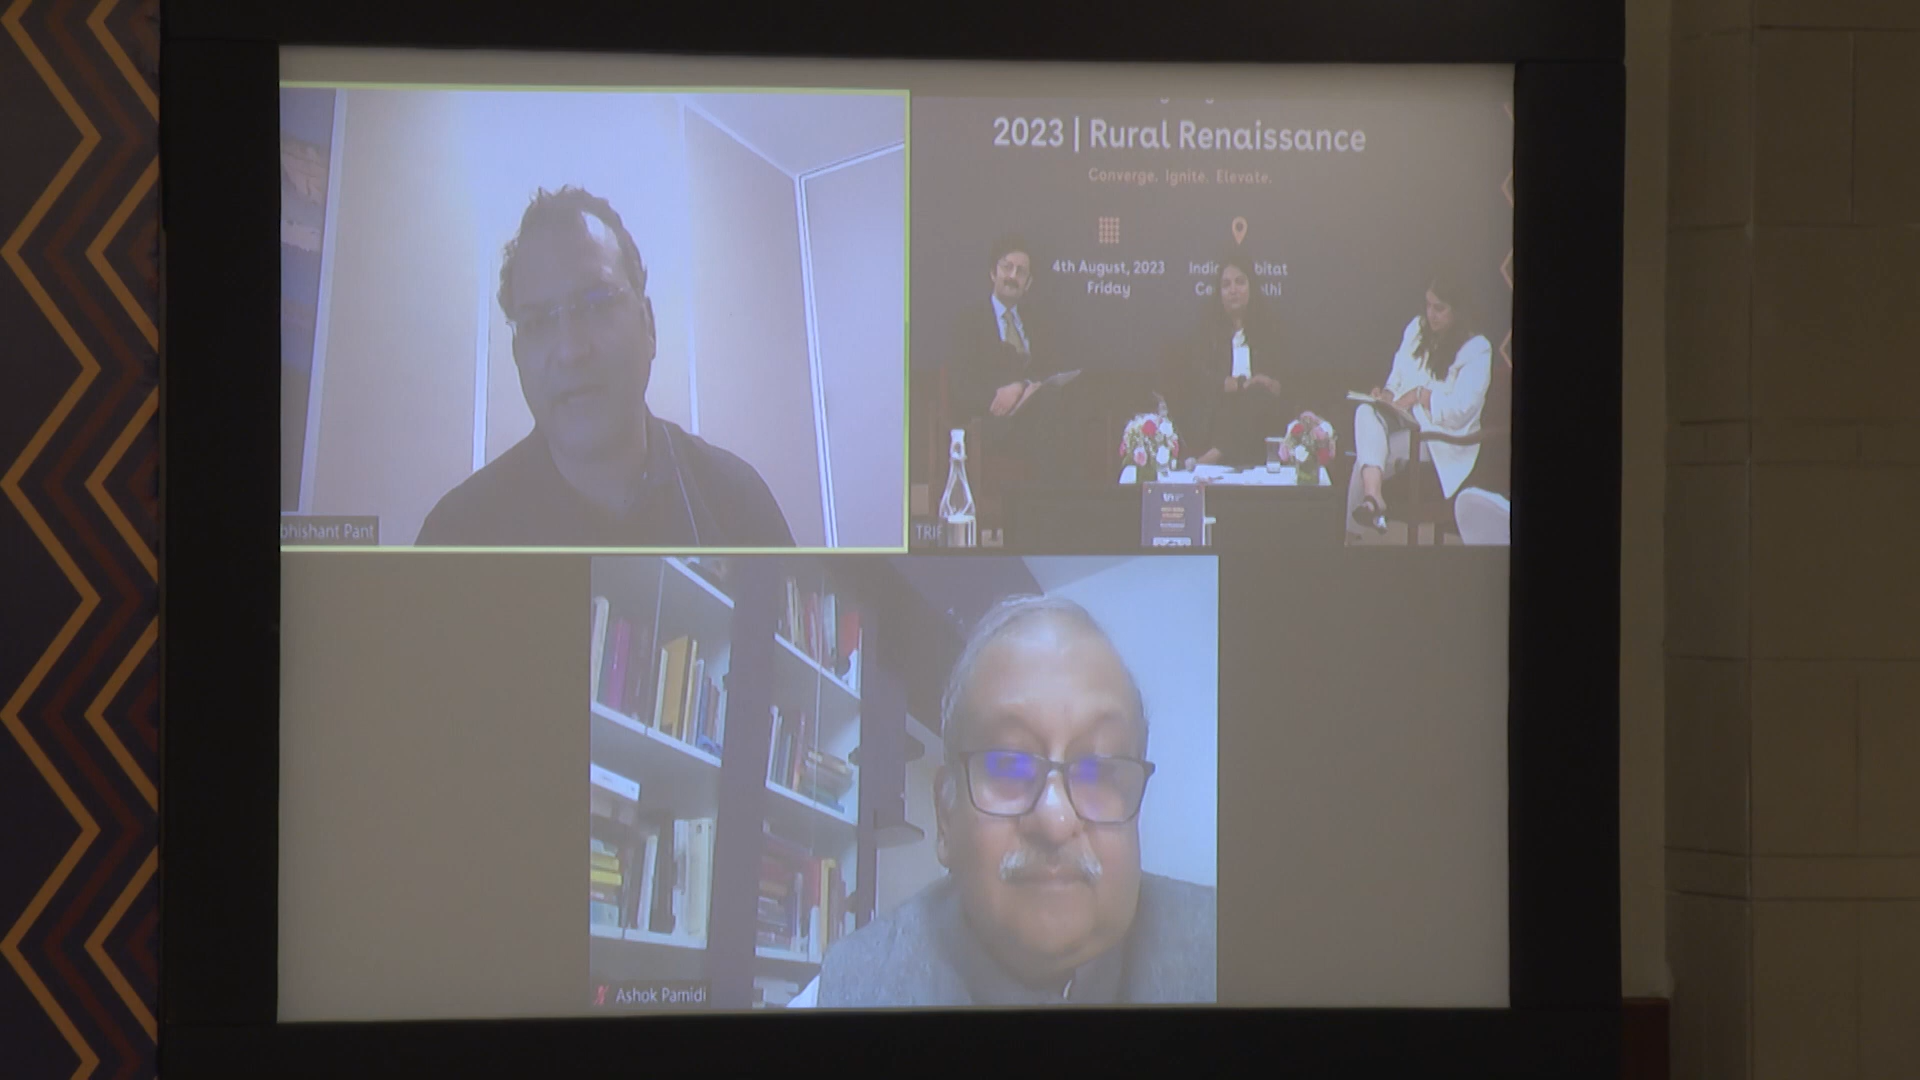 2023 | Rural Renaissance
Converge. Ignite. Elevate.
4th August, 2023
Friday
bhishant Pant
TRIF
Ashok Pamidi